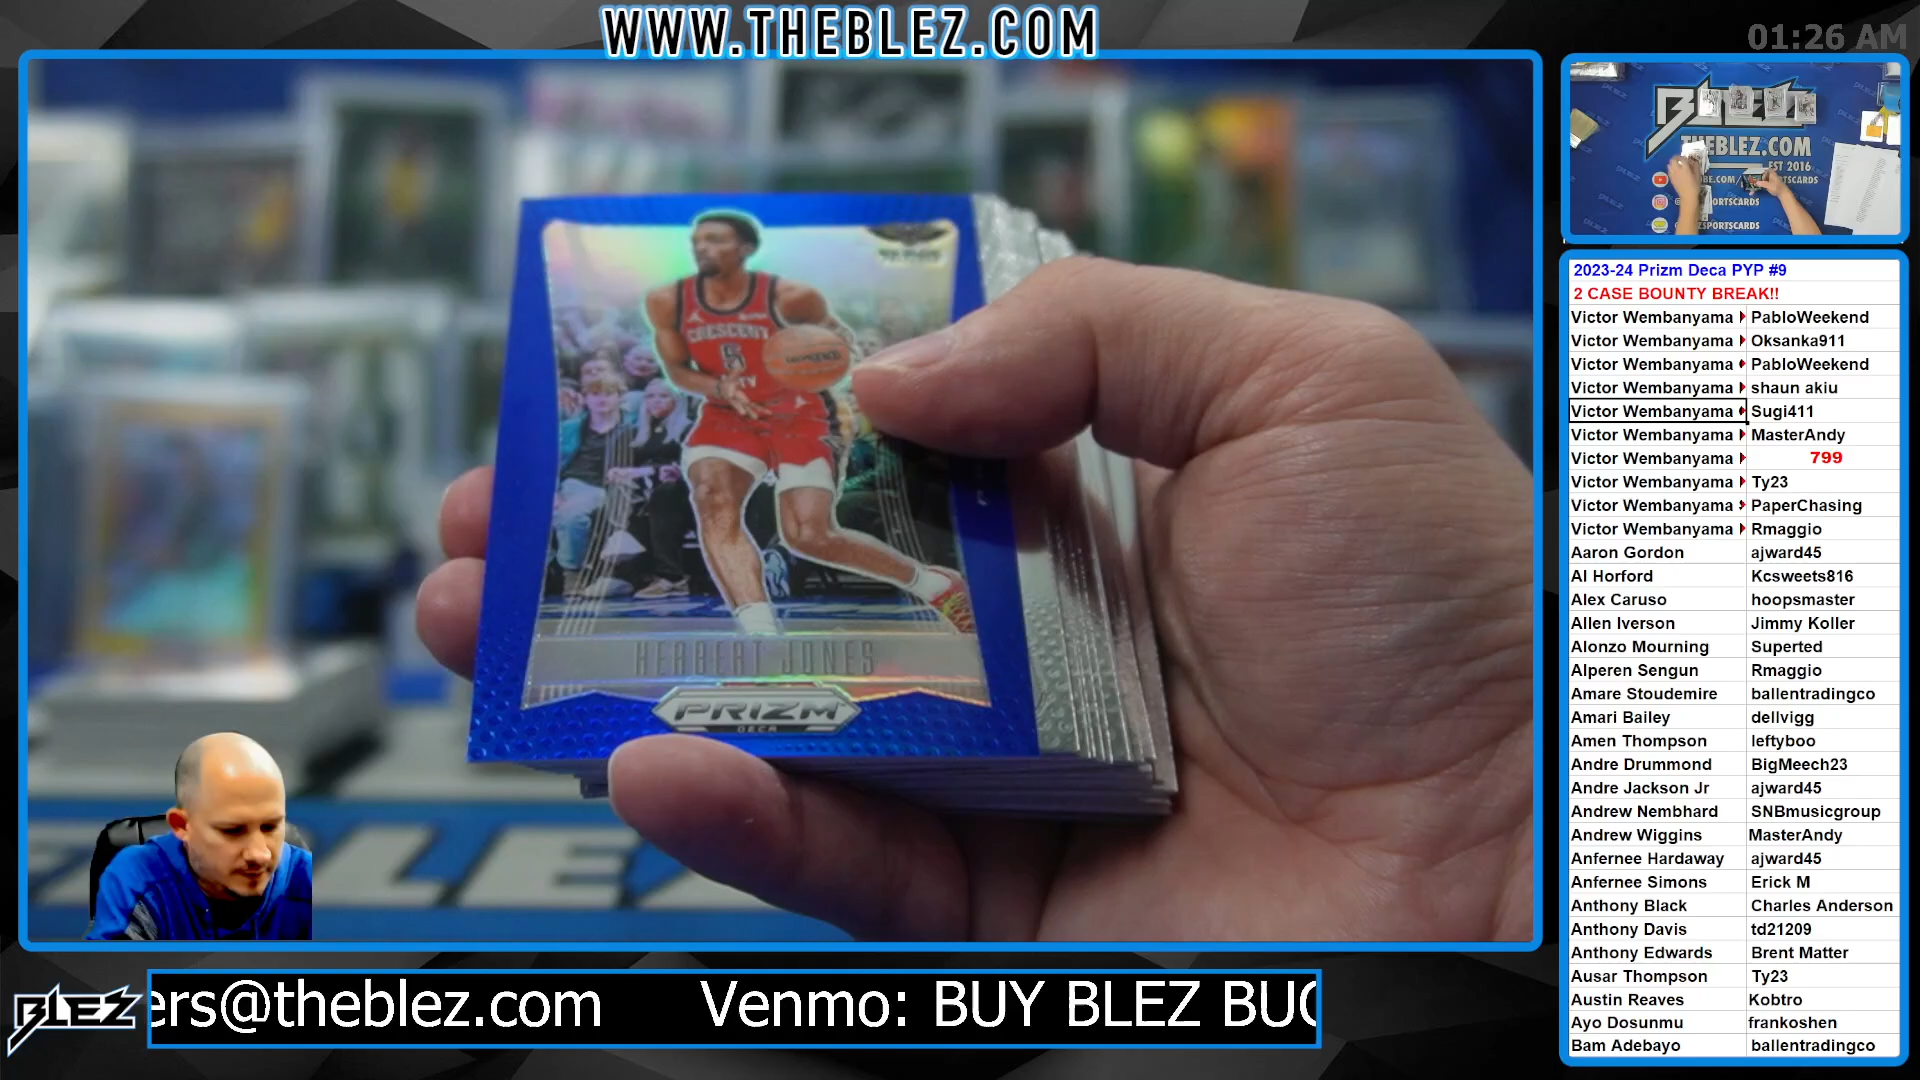 WWW.THEBLEZ.COM
01:26 AM
BLEZ
THEBLEZ.COM
EST 2016
2023-24 Prizm Deca PYP #9
2 CASE BOUNTY BREAK!!
Victor Wembanyama PabloWeekend
Victor Wembanyama Oksanka911
Victor Wembanyama PabloWeekend
Victor Wembanyama shaun akiu
Victor Wembanyama Sugi411
Victor Wembanyama MasterAndy
Victor Wembanyama 799
Victor Wembanyama Ty23
Victor Wembanyama PaperChasing
Victor Wembanyama Rmaggio
Aaron Gordon ajward45
Al Horford Kcsweets816
Alex Caruso hoopsmaster
Allen Iverson Jimmy Koller
Alonzo Mourning Superted
Alperen Sengun Rmaggio
Amare Stoudemire ballentradingco
Amari Bailey dellvigg
Amen Thompson leftyboo
Andre Drummond BigMeech23
Andre Jackson Jr ajward45
Andrew Nembhard SNBmusicgroup
Andrew Wiggins MasterAndy
Anfernee Hardaway ajward45
Anfernee Simons Erick M
Anthony Black Charles Anderson
Anthony Davis td21209
Anthony Edwards Brent Matter
Ausar Thompson Ty23
Austin Reaves Kobtro
Ayo Dosunmu frankoshen
Bam Adebayo ballentradingco
CRESCENT
5
HERBERT JONES
PRIZM
DECA
BLEZ
ers@theblez.com Venmo: BUY BLEZ BUC